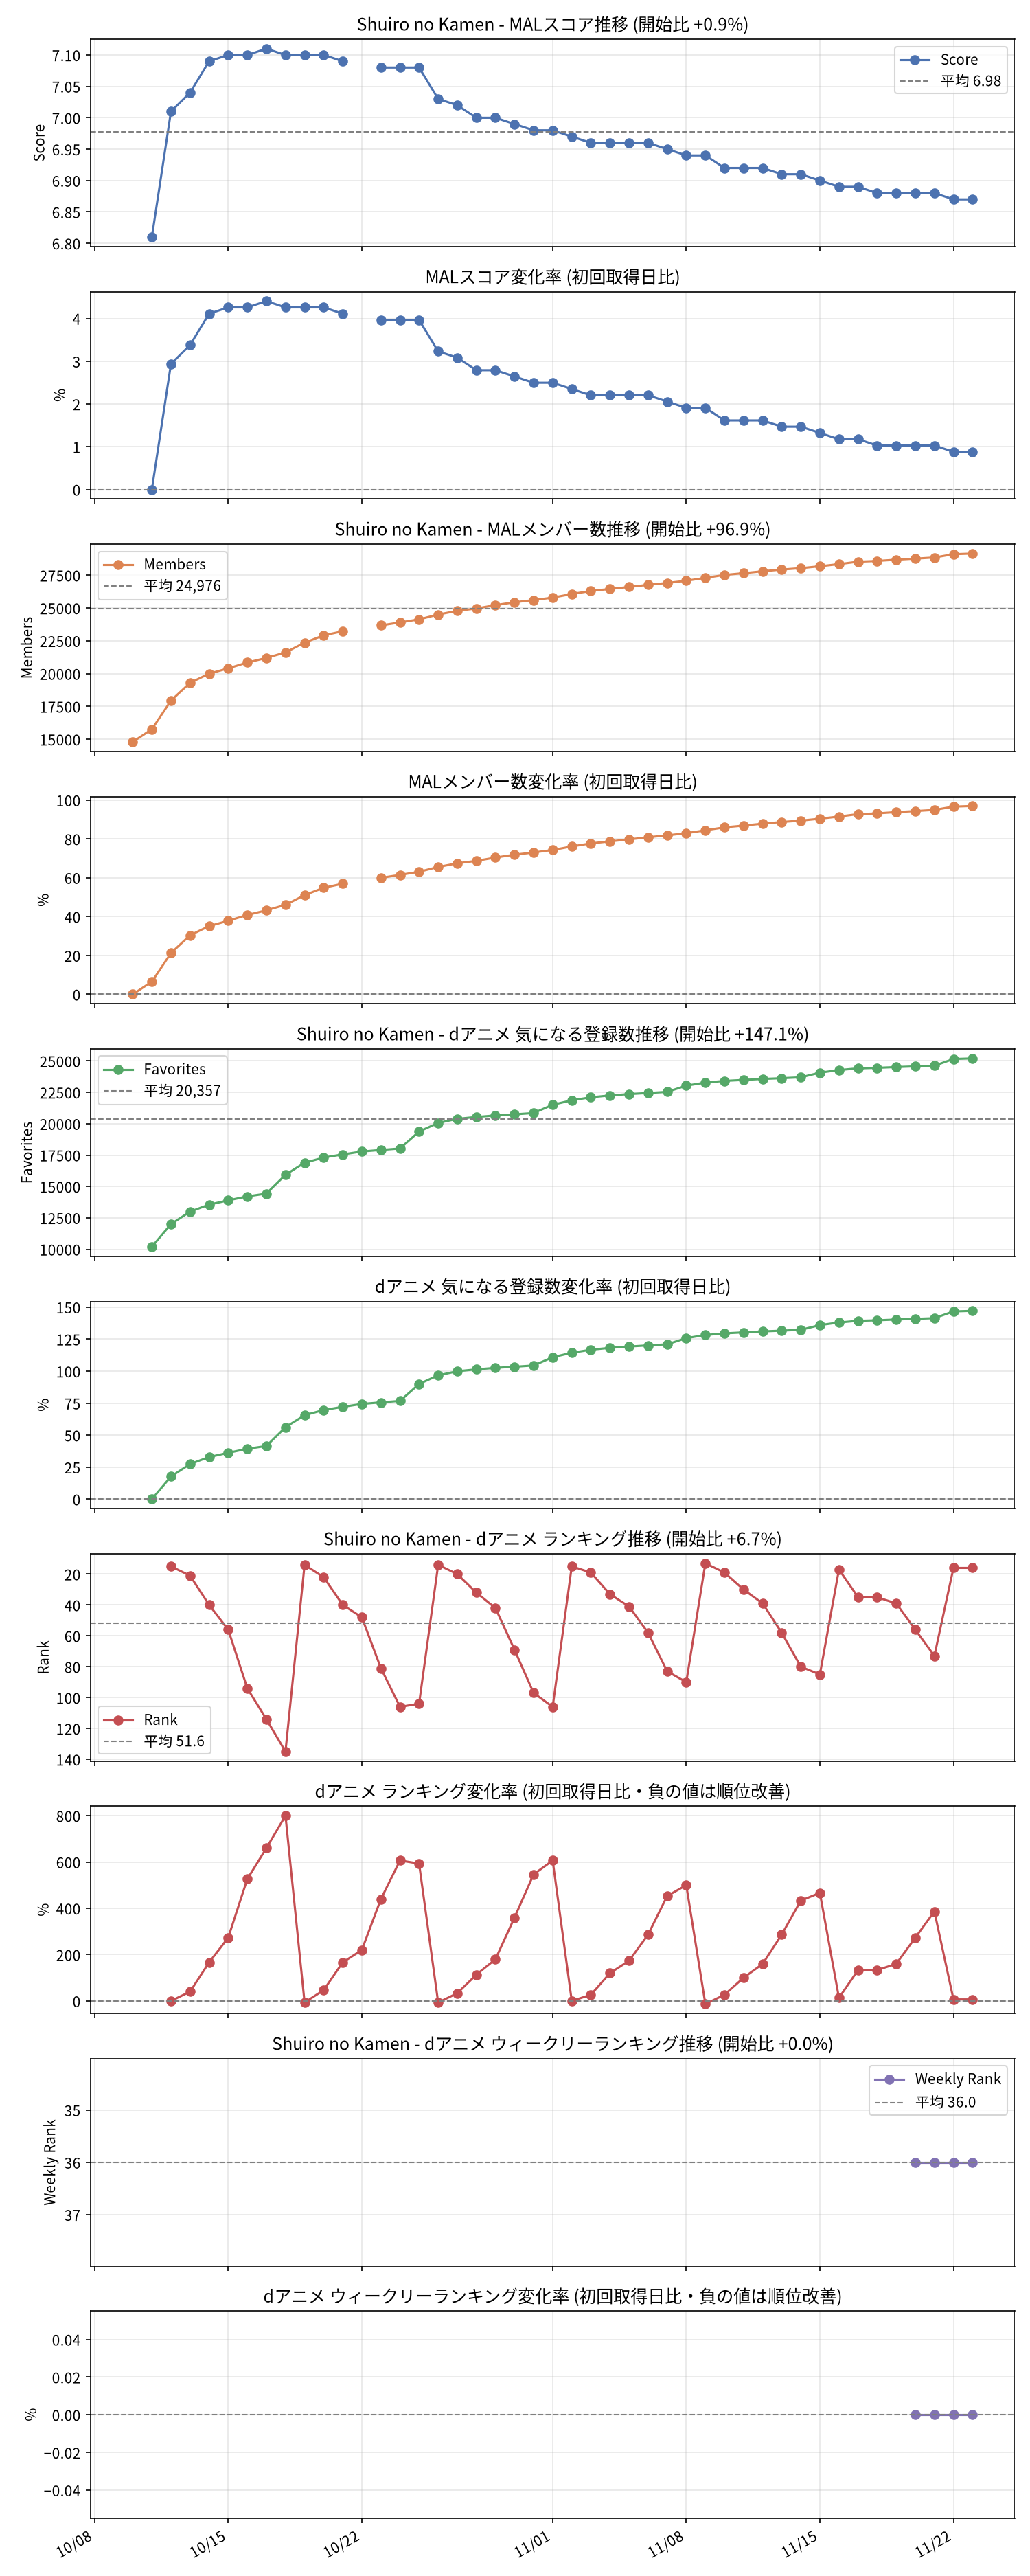 Shuiro no Kamen - MALスコア推移 (開始比 +0.9%)
Score
7.10
7.05
7.00
6.95
6.90
6.85
6.80
Score
平均 6.98
MALスコア変化率 (初回取得日比)
%
4
3
2
1
0
Shuiro no Kamen - MALメンバー数推移 (開始比 +96.9%)
Members
27500
25000
22500
20000
17500
15000
Members
平均 24,976
MALメンバー数変化率 (初回取得日比)
%
100
80
60
40
20
0
Shuiro no Kamen - dアニメ 気になる登録数推移 (開始比 +147.1%)
Favorites
25000
22500
20000
17500
15000
12500
10000
Favorites
平均 20,357
dアニメ 気になる登録数変化率 (初回取得日比)
%
150
125
100
75
50
25
0
Shuiro no Kamen - dアニメ ランキング推移 (開始比 +6.7%)
Rank
20
40
60
80
100
120
140
Rank
平均 51.6
dアニメ ランキング変化率 (初回取得日比・負の値は順位改善)
%
800
600
400
200
0
Shuiro no Kamen - dアニメ ウィークリーランキング推移 (開始比 +0.0%)
Weekly Rank
35
36
37
Weekly Rank
平均 36.0
dアニメ ウィークリーランキング変化率 (初回取得日比・負の値は順位改善)
%
0.04
0.02
0.00
−0.02
−0.04
10/08
10/15
10/22
11/01
11/08
11/15
11/22